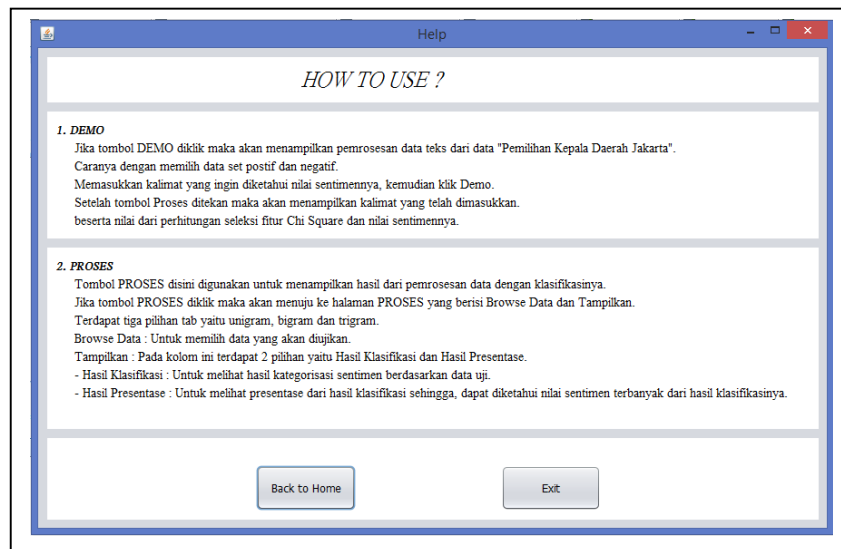 Help
HOW TO USE ?
1. DEMO
Jika tombol DEMO diklik maka akan menampilkan pemrosesan data teks dari data "Pemilihan Kepala Daerah Jakarta".
Caranya dengan memilih data set postif dan negatif.
Memasukkan kalimat yang ingin diketahui nilai sentimennya, kemudian klik Demo.
Setelah tombol Proses ditekan maka akan menampilkan kalimat yang telah dimasukkan.
beserta nilai dari perhitungan seleksi fitur Chi Square dan nilai sentimennya.
2. PROSES
Tombol PROSES disini digunakan untuk menampilkan hasil dari pemrosesan data dengan klasifikasinya.
Jika tombol PROSES diklik maka akan menuju ke halaman PROSES yang berisi Browse Data dan Tampilkan.
Terdapat tiga pilihan tab yaitu unigram, bigram dan trigram.
Browse Data : Untuk memilih data yang akan diujikan.
Tampilkan : Pada kolom ini terdapat 2 pilihan yaitu Hasil Klasifikasi dan Hasil Presentase.
- Hasil Klasifikasi : Untuk melihat hasil kategorisasi sentimen berdasarkan data uji.
- Hasil Presentase : Untuk melihat presentase dari hasil klasifikasi sehingga, dapat diketahui nilai sentimen terbanyak dari hasil klasifikasinya.
Back to Home
Exit